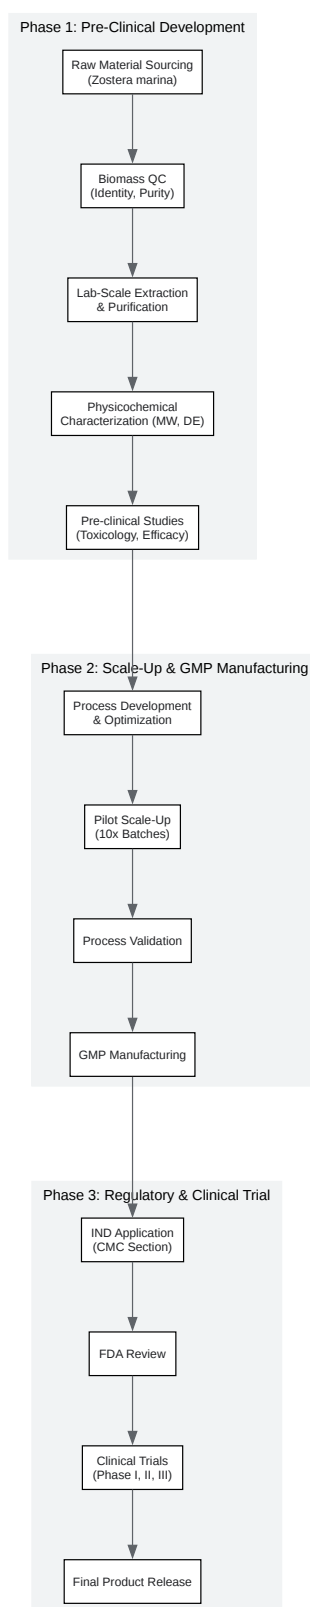 Phase 1: Pre-Clinical Development
Raw Material Sourcing
(Zostera marina)
Biomass QC
(Identity, Purity)
Lab-Scale Extraction
& Purification
Physicochemical
Characterization (MW, DE)
Pre-clinical Studies
(Toxicology, Efficacy)
Phase 2: Scale-Up & GMP Manufacturing
Process Development
& Optimization
Pilot Scale-Up
(10x Batches)
Process Validation
GMP Manufacturing
Phase 3: Regulatory & Clinical Trial
IND Application
(CMC Section)
FDA Review
Clinical Trials
(Phase I, II, III)
Final Product Release